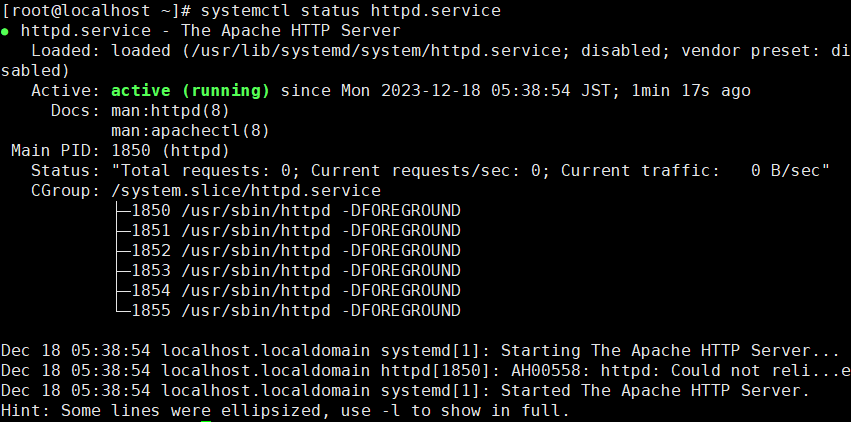 [root@localhost ~]# systemctl status httpd.service
● httpd.service - The Apache HTTP Server
   Loaded: loaded (/usr/lib/systemd/system/httpd.service; disabled; vendor preset: di
sabled)
   Active: active (running) since Mon 2023-12-18 05:38:54 JST; 1min 17s ago
     Docs: man:httpd(8)
           man:apachectl(8)
 Main PID: 1850 (httpd)
   Status: "Total requests: 0; Current requests/sec: 0; Current traffic:   0 B/sec"
   CGroup: /system.slice/httpd.service
           ├─1850 /usr/sbin/httpd -DFOREGROUND
           ├─1851 /usr/sbin/httpd -DFOREGROUND
           ├─1852 /usr/sbin/httpd -DFOREGROUND
           ├─1853 /usr/sbin/httpd -DFOREGROUND
           ├─1854 /usr/sbin/httpd -DFOREGROUND
           └─1855 /usr/sbin/httpd -DFOREGROUND

Dec 18 05:38:54 localhost.localdomain systemd[1]: Starting The Apache HTTP Server...
Dec 18 05:38:54 localhost.localdomain httpd[1850]: AH00558: httpd: Could not reli...e
Dec 18 05:38:54 localhost.localdomain systemd[1]: Started The Apache HTTP Server.
Hint: Some lines were ellipsized, use -l to show in full.